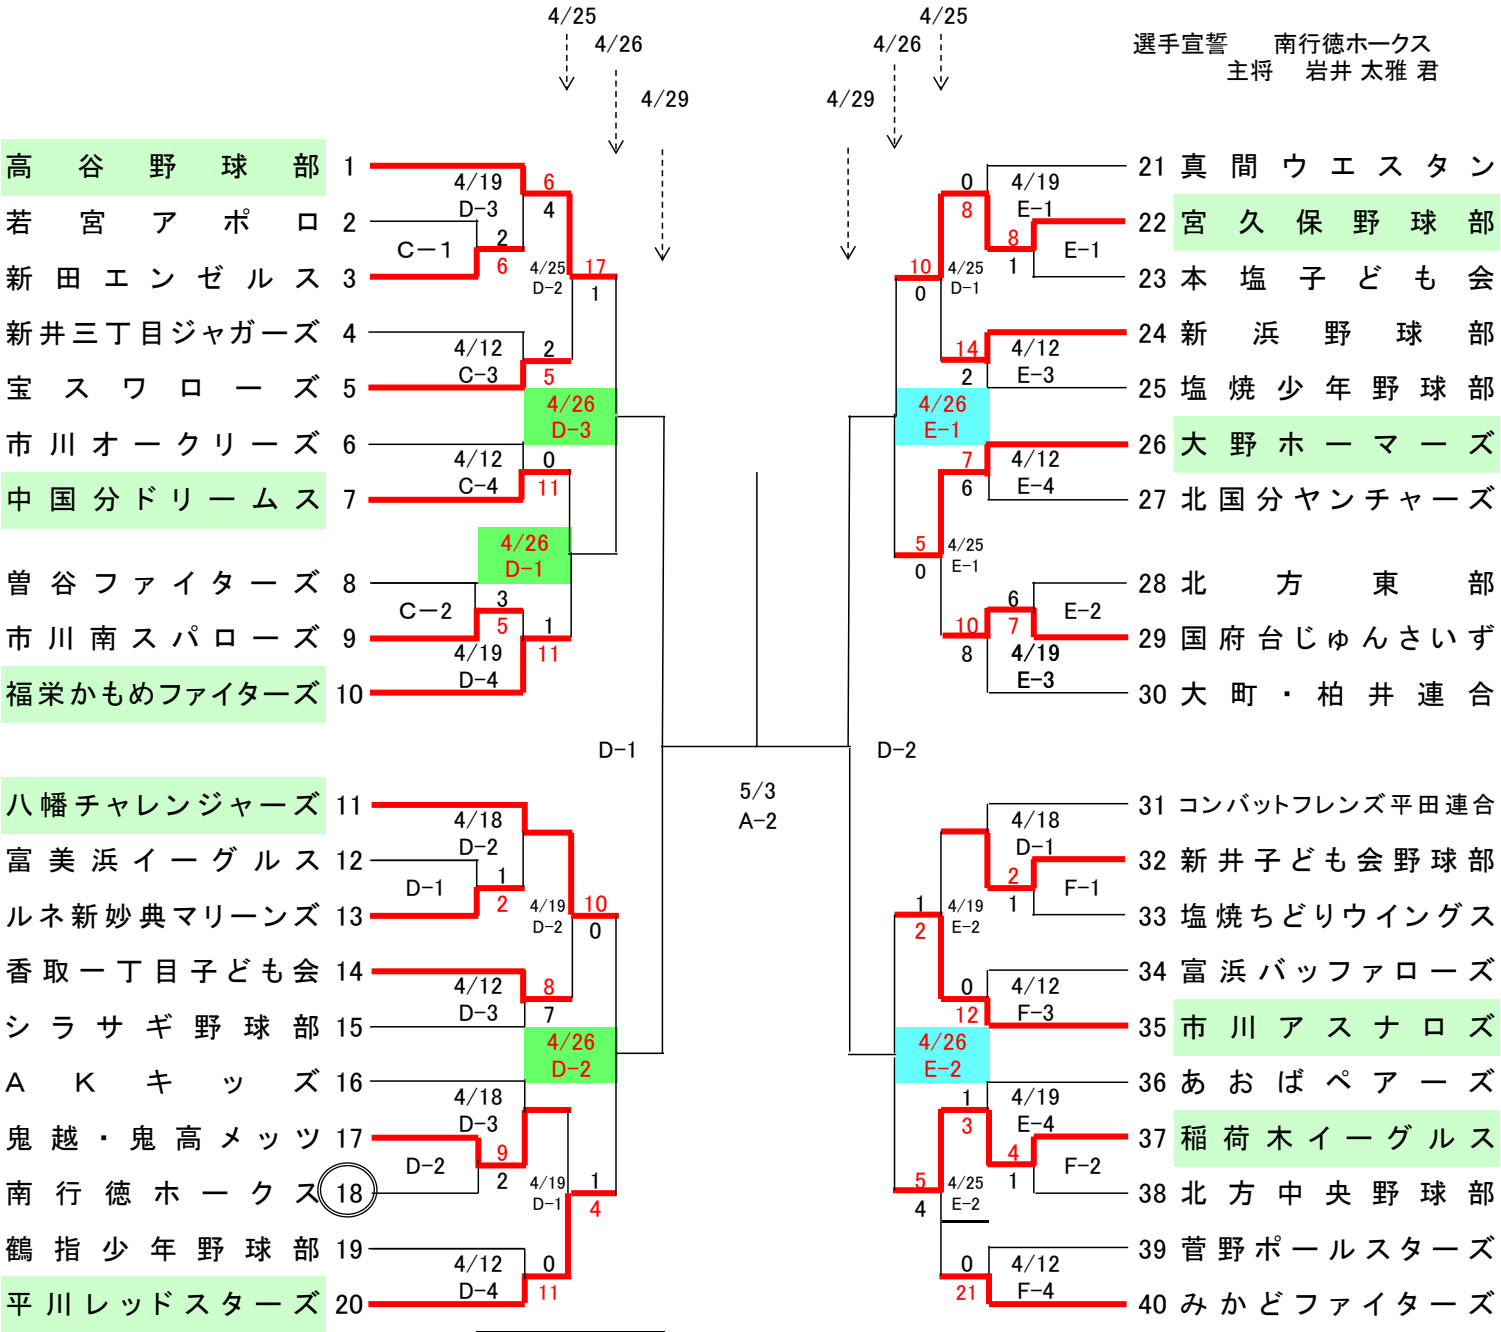 4/25 4/25
4/26 4/26
選手宣誓 南行徳ホークス
主将 岩井 太雅 君
4/29 4/29
高谷野球部 1
4/19
D-3
6
4
若宮アポロ 2
C-1
2
6
新田エンゼルス 3
4/25
D-2
17
1
新井三丁目ジャガーズ 4
4/12
C-3
2
5
宝スワローズ 5
4/26
D-3
市川オークリーズ 6
4/12
C-4
0
11
中国分ドリームス 7
4/26
D-1
曽谷ファイターズ 8
C-2
3
5
市川南スパローズ 9
4/19
D-4
1
11
福栄かもめファイターズ 10
D-1
八幡チャレンジャーズ 11
4/18
D-2
富美浜イーグルス 12
D-1
1
2
ルネ新妙典マリーンズ 13
4/19
D-2
10
0
香取一丁目子ども会 14
4/12
D-3
8
7
シラサギ野球部 15
4/26
D-2
AKキッズ 16
4/18
D-3
鬼越・鬼高メッツ 17
D-2
9
2
南行徳ホークス 18
4/19
D-1
1
4
鶴指少年野球部 19
4/12
D-4
0
11
平川レッドスターズ 20
5/3
A-2
21 真間ウエスタン
0
8
4/19
E-1
22 宮久保野球部
8
1
E-1
23 本塩子ども会
10
0
4/25
D-1
24 新浜野球部
14
2
4/12
E-3
25 塩焼少年野球部
4/26
E-1
26 大野ホーマーズ
7
6
4/12
E-4
27 北国分ヤンチャーズ
5
0
4/25
E-1
28 北方東部
6
7
E-2
29 国府台じゅんさいず
10
8
4/19
E-3
30 大町・柏井連合
D-2
31 コンバットフレンズ平田連合
4/18
D-1
32 新井子ども会野球部
2
1
F-1
33 塩焼ちどりウイングス
1
2
4/19
E-2
34 富浜バッファローズ
0
12
4/12
F-3
35 市川アスナロズ
4/26
E-2
36 あおばペアーズ
1
3
4/19
E-4
37 稲荷木イーグルス
4
1
F-2
38 北方中央野球部
5
4
4/25
E-2
39 菅野ポールスターズ
0
21
4/12
F-4
40 みかどファイターズ